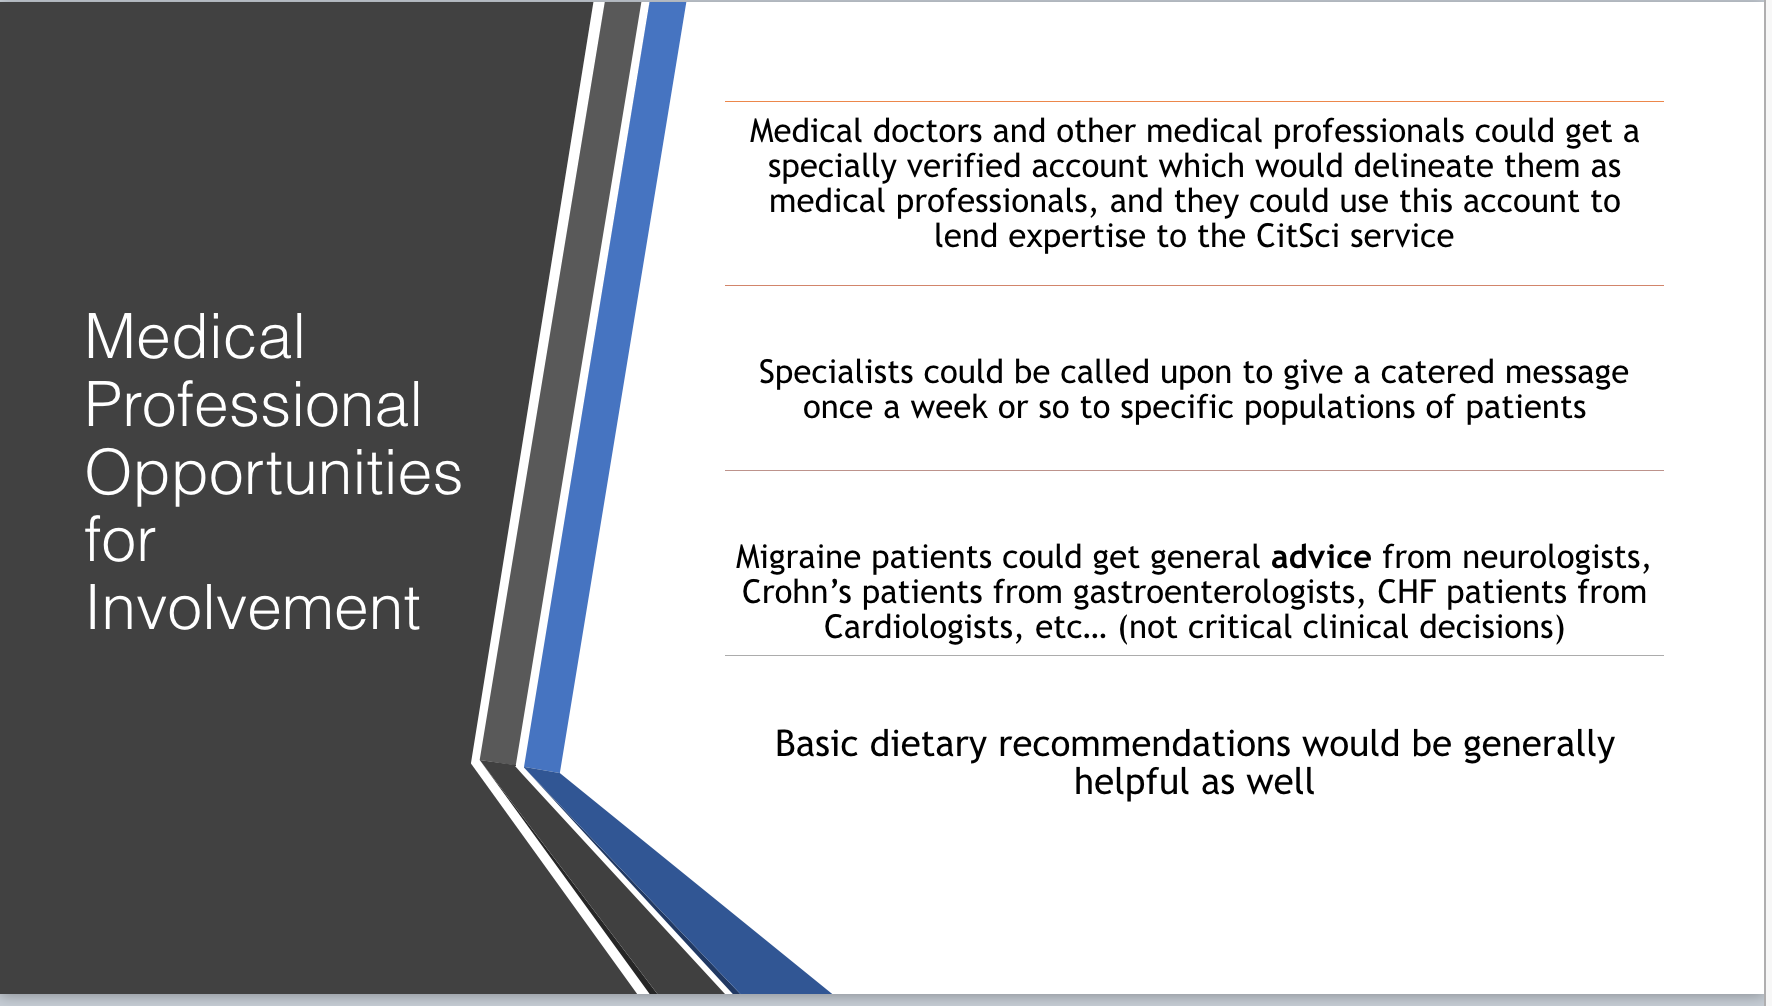 Medical
Professional
Opportunities
for
Involvement
Medical doctors and other medical professionals could get a
specially verified account which would delineate them as
medical professionals, and they could use this account to
lend expertise to the CitSci service
Specialists could be called upon to give a catered message
once a week or so to specific populations of patients
Migraine patients could get general advice from neurologists,
Crohn’s patients from gastroenterologists, CHF patients from
Cardiologists, etc… (not critical clinical decisions)
Basic dietary recommendations would be generally
helpful as well